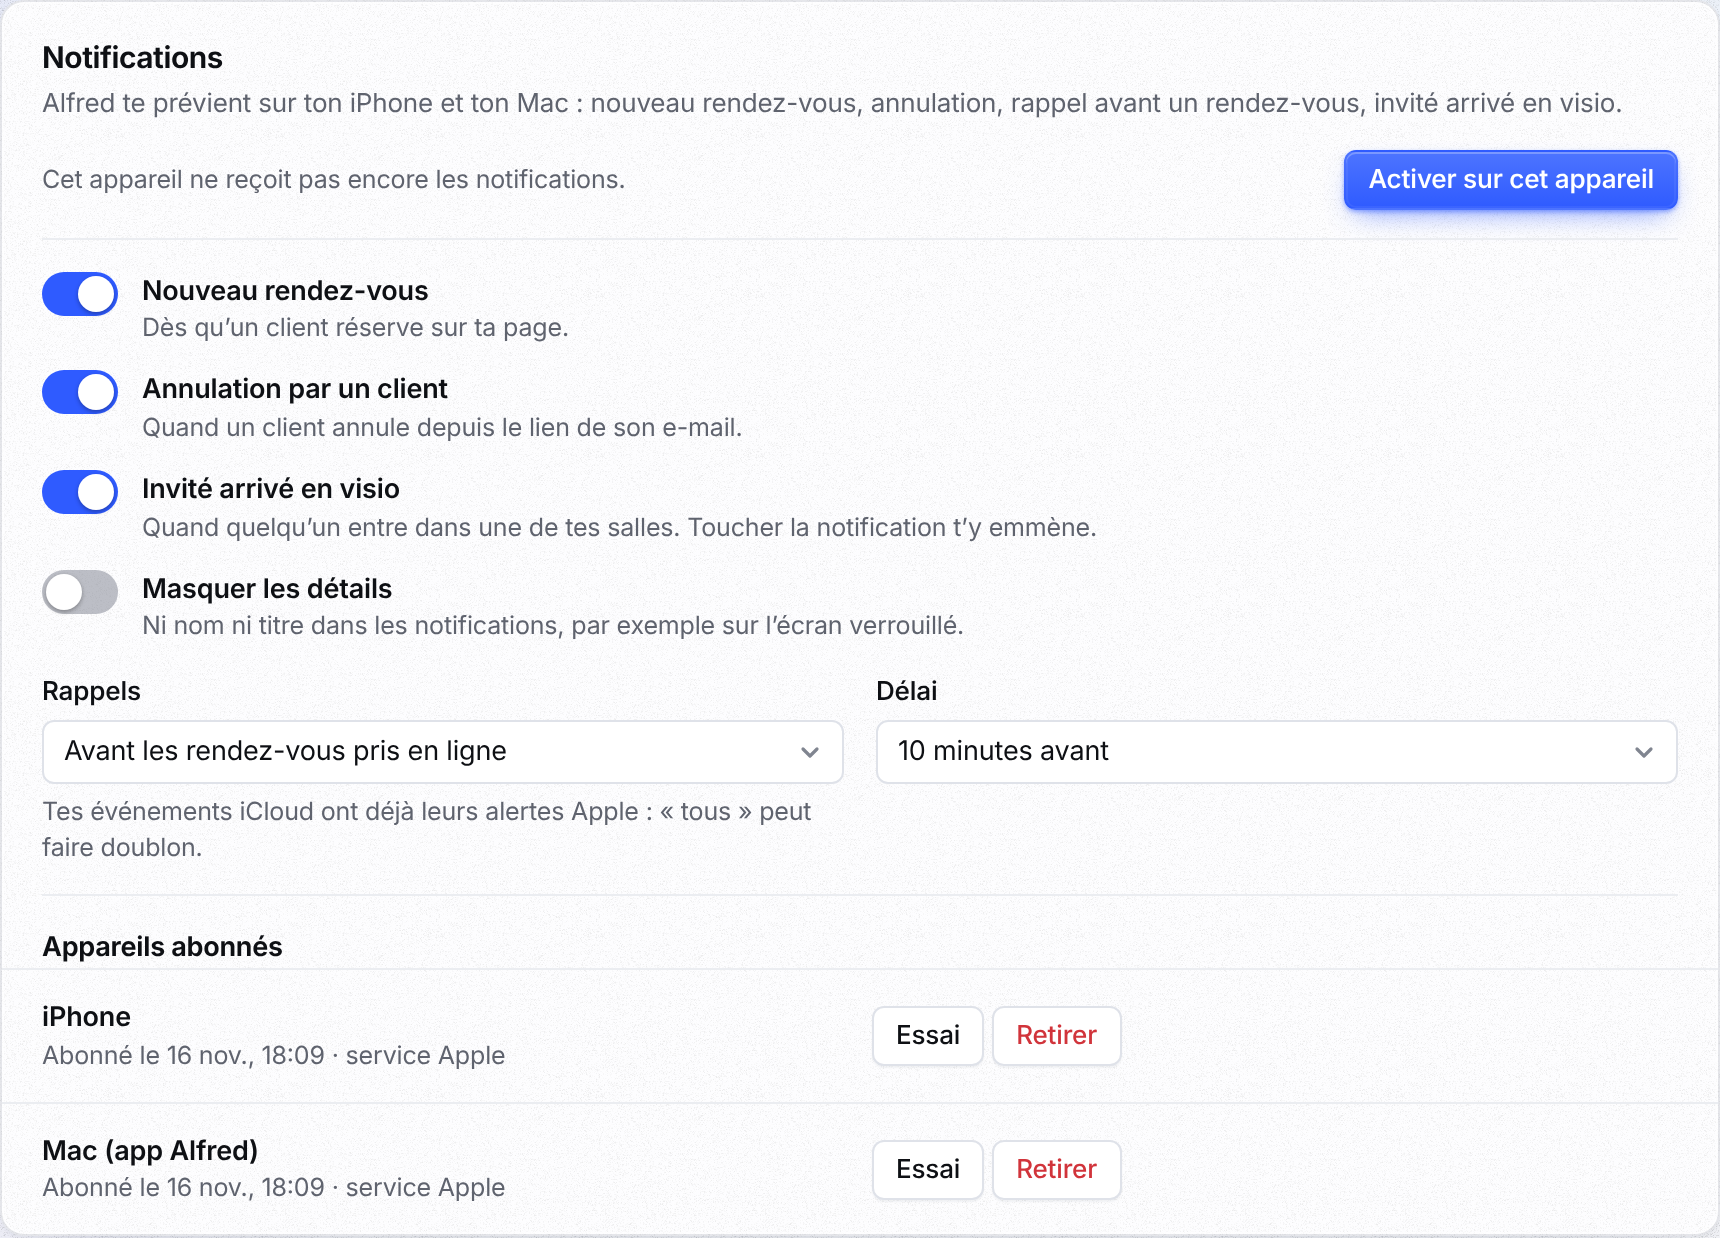 Notifications
Alfred te prévient sur ton iPhone et ton Mac : nouveau rendez-vous, annulation, rappel avant un rendez-vous, invité arrivé en visio.
Cet appareil ne reçoit pas encore les notifications.
Activer sur cet appareil
Nouveau rendez-vous
Dès qu’un client réserve sur ta page.
Annulation par un client
Quand un client annule depuis le lien de son e-mail.
Invité arrivé en visio
Quand quelqu’un entre dans une de tes salles. Toucher la notification t’y emmène.
Masquer les détails
Ni nom ni titre dans les notifications, par exemple sur l’écran verrouillé.
Rappels
Avant les rendez-vous pris en ligne
Tes événements iCloud ont déjà leurs alertes Apple : « tous » peut
faire doublon.
Délai
10 minutes avant
Appareils abonnés
iPhone
Abonné le 16 nov., 18:09 · service Apple
Essai
Retirer
Mac (app Alfred)
Abonné le 16 nov., 18:09 · service Apple
Essai
Retirer